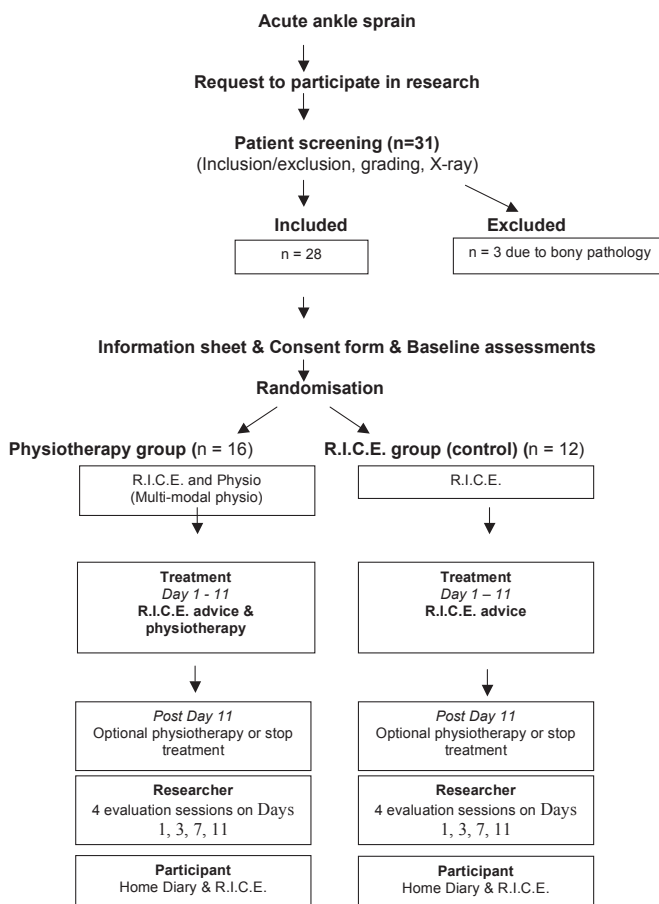 Acute ankle sprain
Request to participate in research
Patient screening (n=31)
(Inclusion/exclusion, grading, X-ray)
Included
Excluded
n = 28
n = 3 due to bony pathology
Information sheet & Consent form & Baseline assessments
Randomisation
Physiotherapy group (n = 16)
R.I.C.E. group (control) (n = 12)
R.I.C.E. and Physio
(Multi-modal physio)
R.I.C.E.
Treatment
Day 1 - 11
R.I.C.E. advice &
physiotherapy
Treatment
Day 1 – 11
R.I.C.E. advice
Post Day 11
Optional physiotherapy or stop
treatment
Post Day 11
Optional physiotherapy or stop
treatment
Researcher
4 evaluation sessions on Days
1, 3, 7, 11
Researcher
4 evaluation sessions on Days
1, 3, 7, 11
Participant
Home Diary & R.I.C.E.
Participant
Home Diary & R.I.C.E.